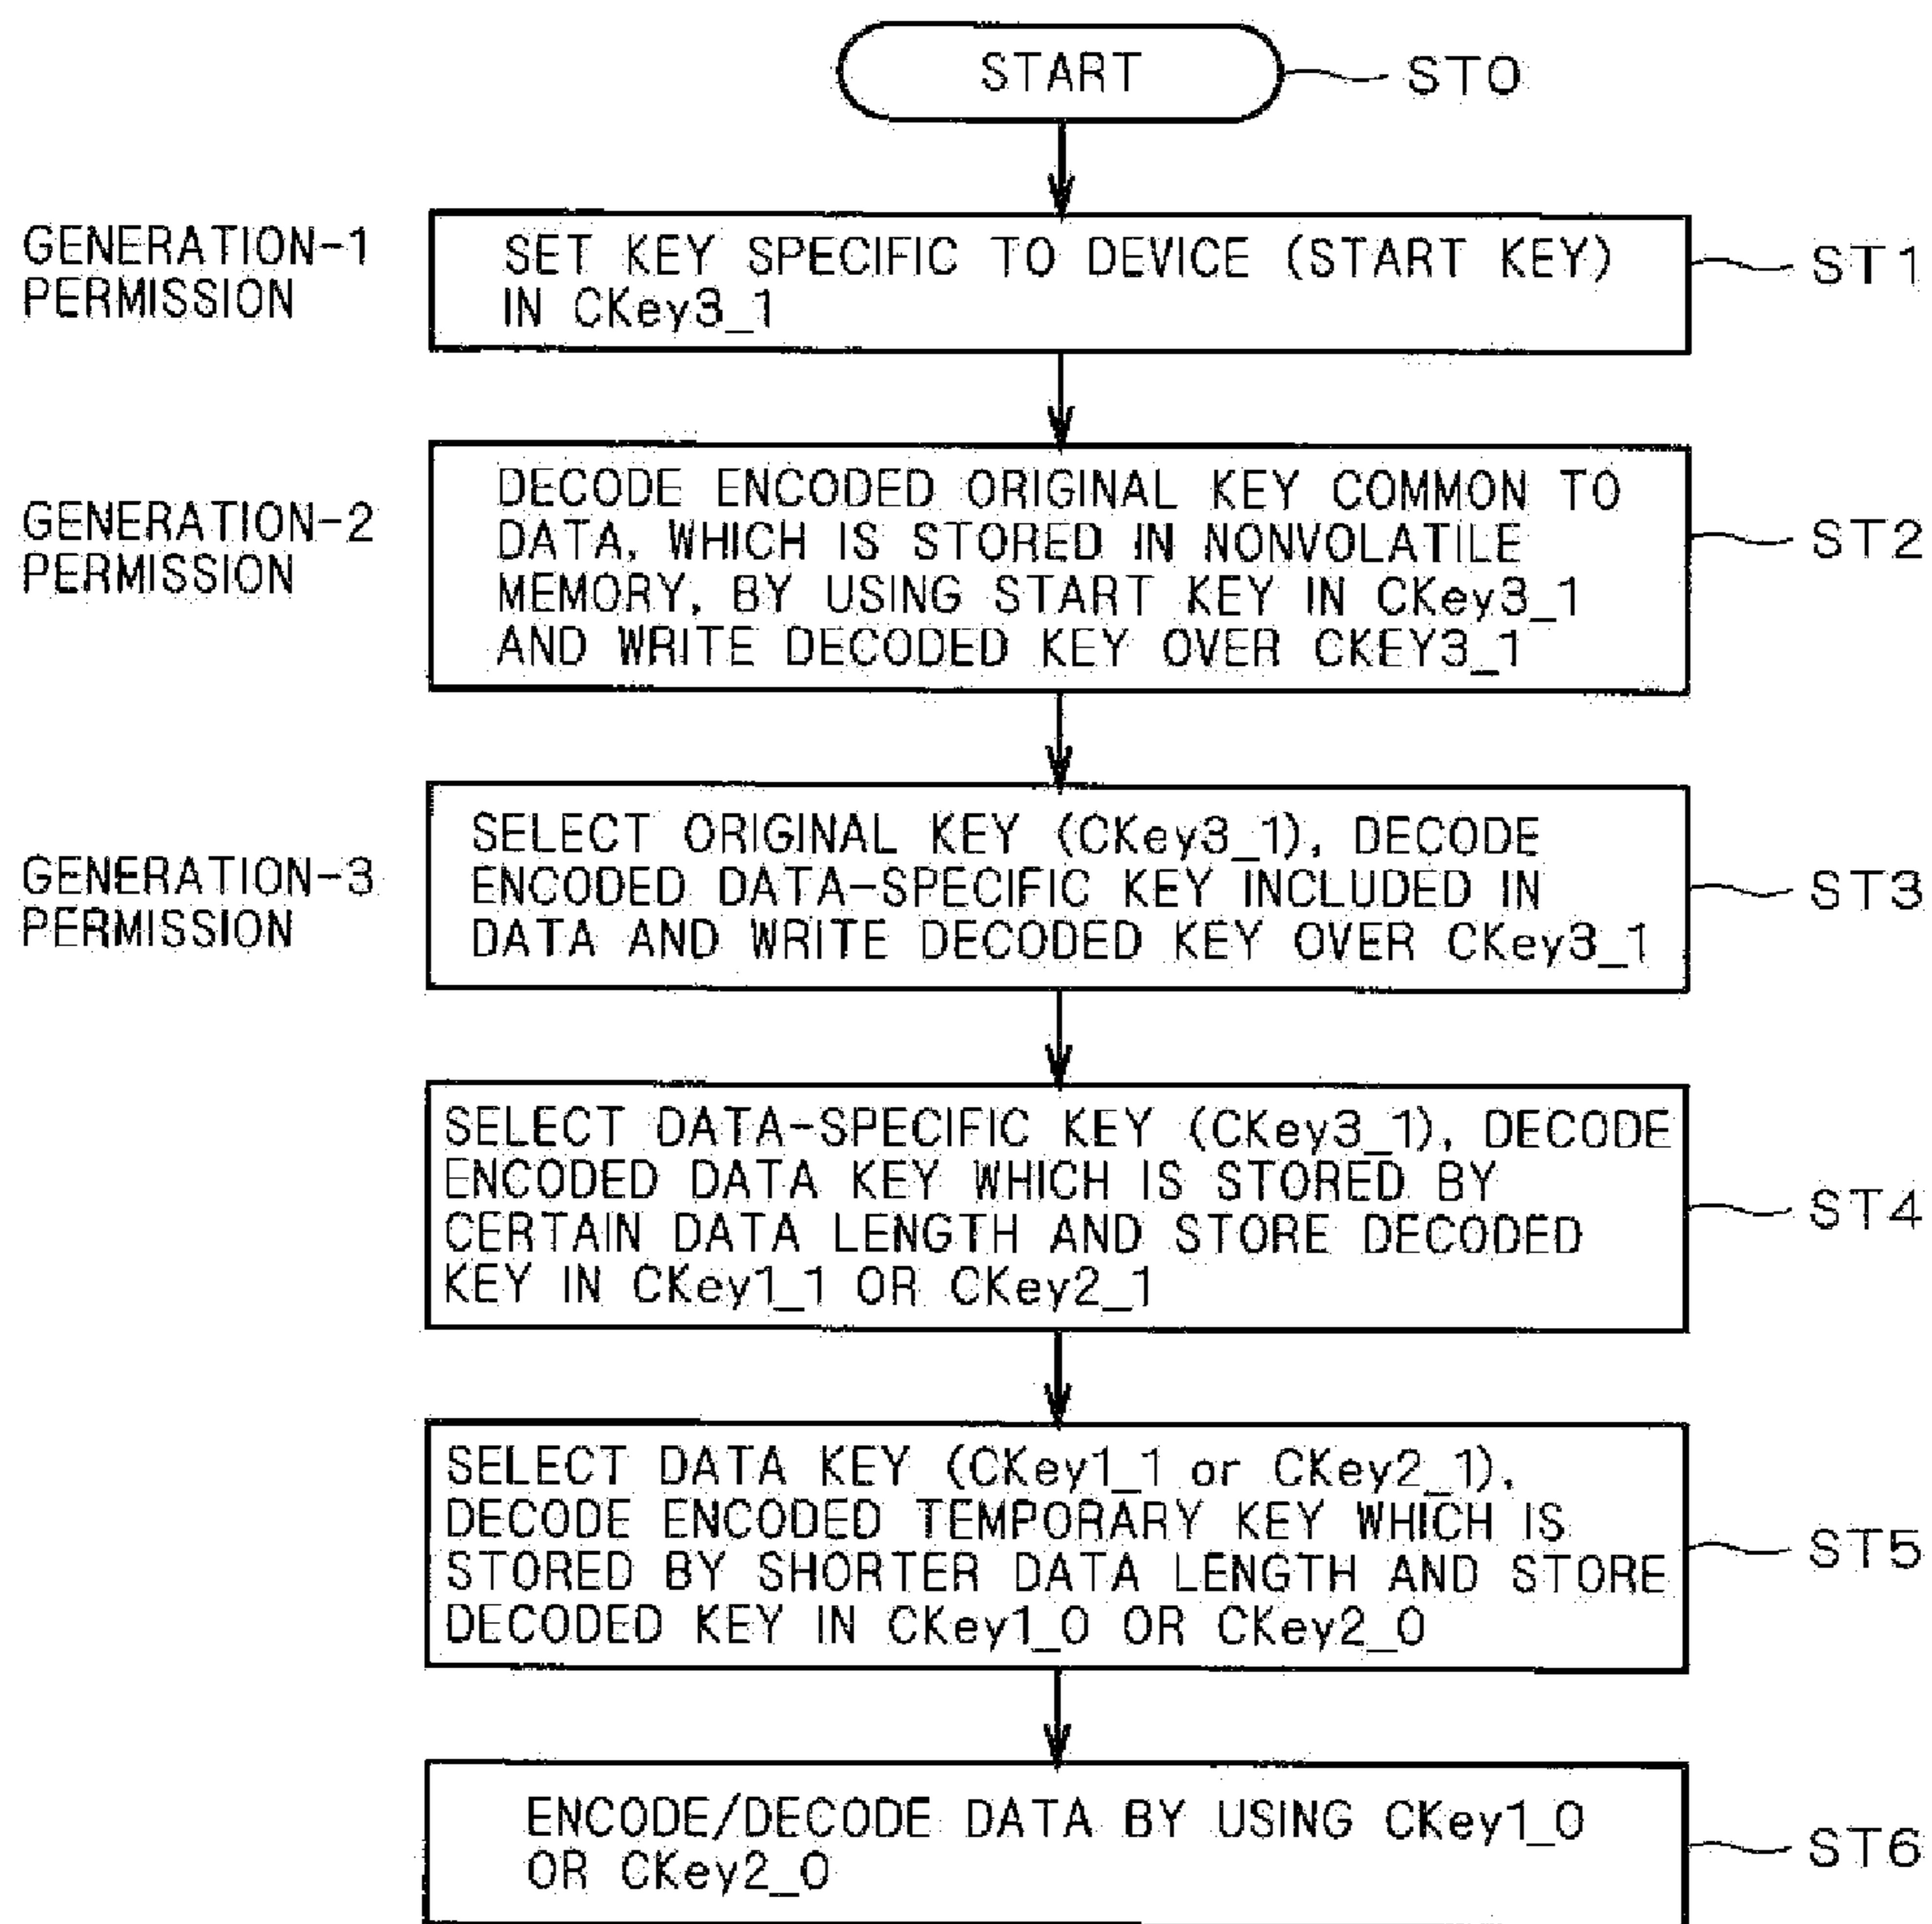 START
ST0
GENERATION-1
PERMISSION
SET KEY SPECIFIC TO DEVICE (START KEY)
IN CKey3_1
ST1
GENERATION-2
PERMISSION
DECODE ENCODED ORIGINAL KEY COMMON TO
DATA, WHICH IS STORED IN NONVOLATILE
MEMORY, BY USING START KEY IN CKey3_1
AND WRITE DECODED KEY OVER CKEY3_1
ST2
GENERATION-3
PERMISSION
SELECT ORIGINAL KEY (CKey3_1), DECODE
ENCODED DATA-SPECIFIC KEY INCLUDED IN
DATA AND WRITE DECODED KEY OVER CKey3_1
ST3
SELECT DATA-SPECIFIC KEY (CKey3_1), DECODE
ENCODED DATA KEY WHICH IS STORED BY
CERTAIN DATA LENGTH AND STORE DECODED
KEY IN CKey1_1 OR CKey2_1
ST4
SELECT DATA KEY (CKey1_1 or CKey2_1),
DECODE ENCODED TEMPORARY KEY WHICH IS
STORED BY SHORTER DATA LENGTH AND STORE
DECODED KEY IN CKey1_0 OR CKey2_0
ST5
ENCODE/DECODE DATA BY USING CKey1_0
OR CKey2_0
ST6